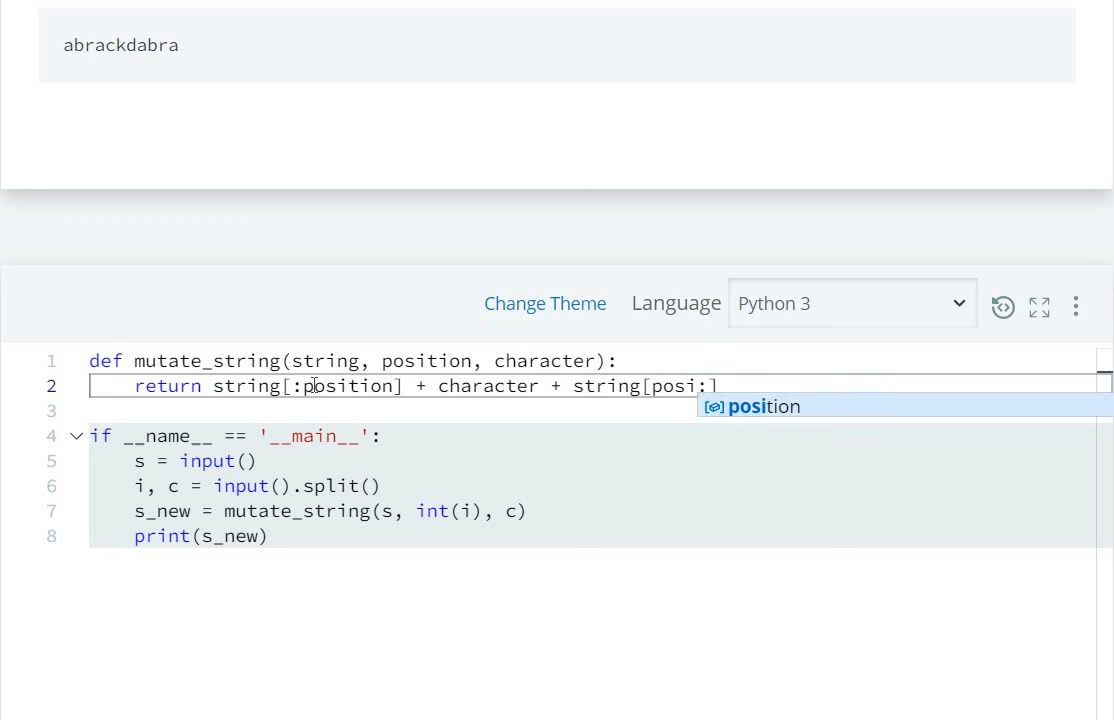 abrackdabra
Change Theme Language Python 3
1 def mutate_string(string, position, character):
2 return string[:position] + character + string[posi:]
position
3
4 if __name__ == '__main__':
5 s = input()
6 i, c = input().split()
7 s_new = mutate_string(s, int(i), c)
8 print(s_new)